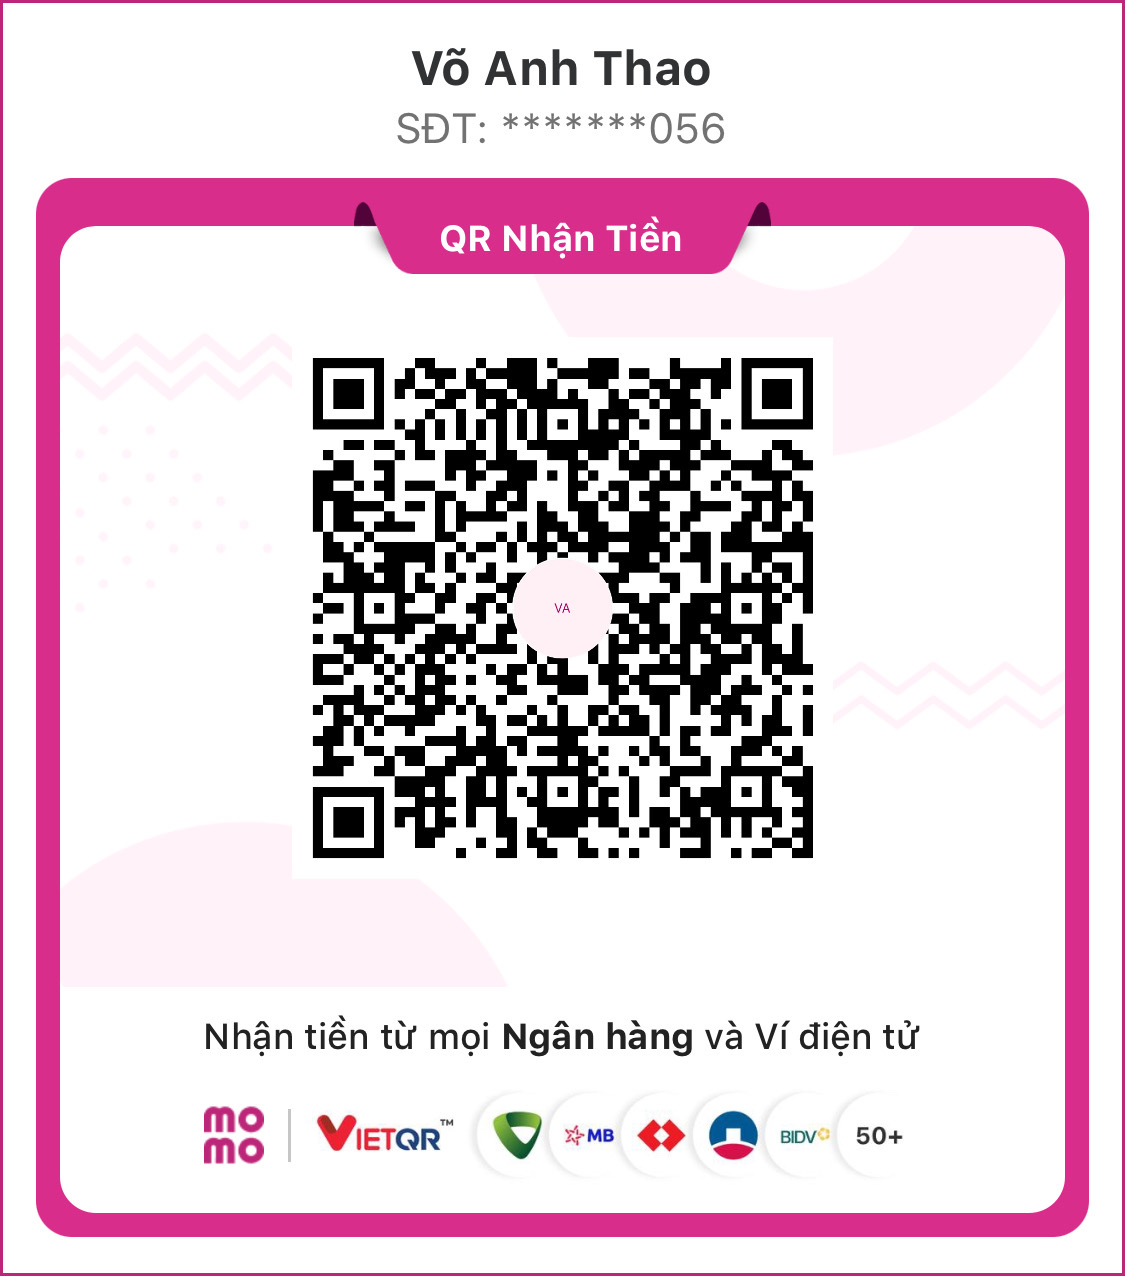 Võ Anh Thao
SĐT: *******056
QR Nhận Tiền
VA
Nhận tiền từ mọi Ngân hàng và Ví điện tử
mo
mo
VIETQR™
MB
BIDV
50+